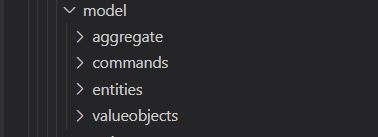 model
aggregate
commands
entities
valueobjects